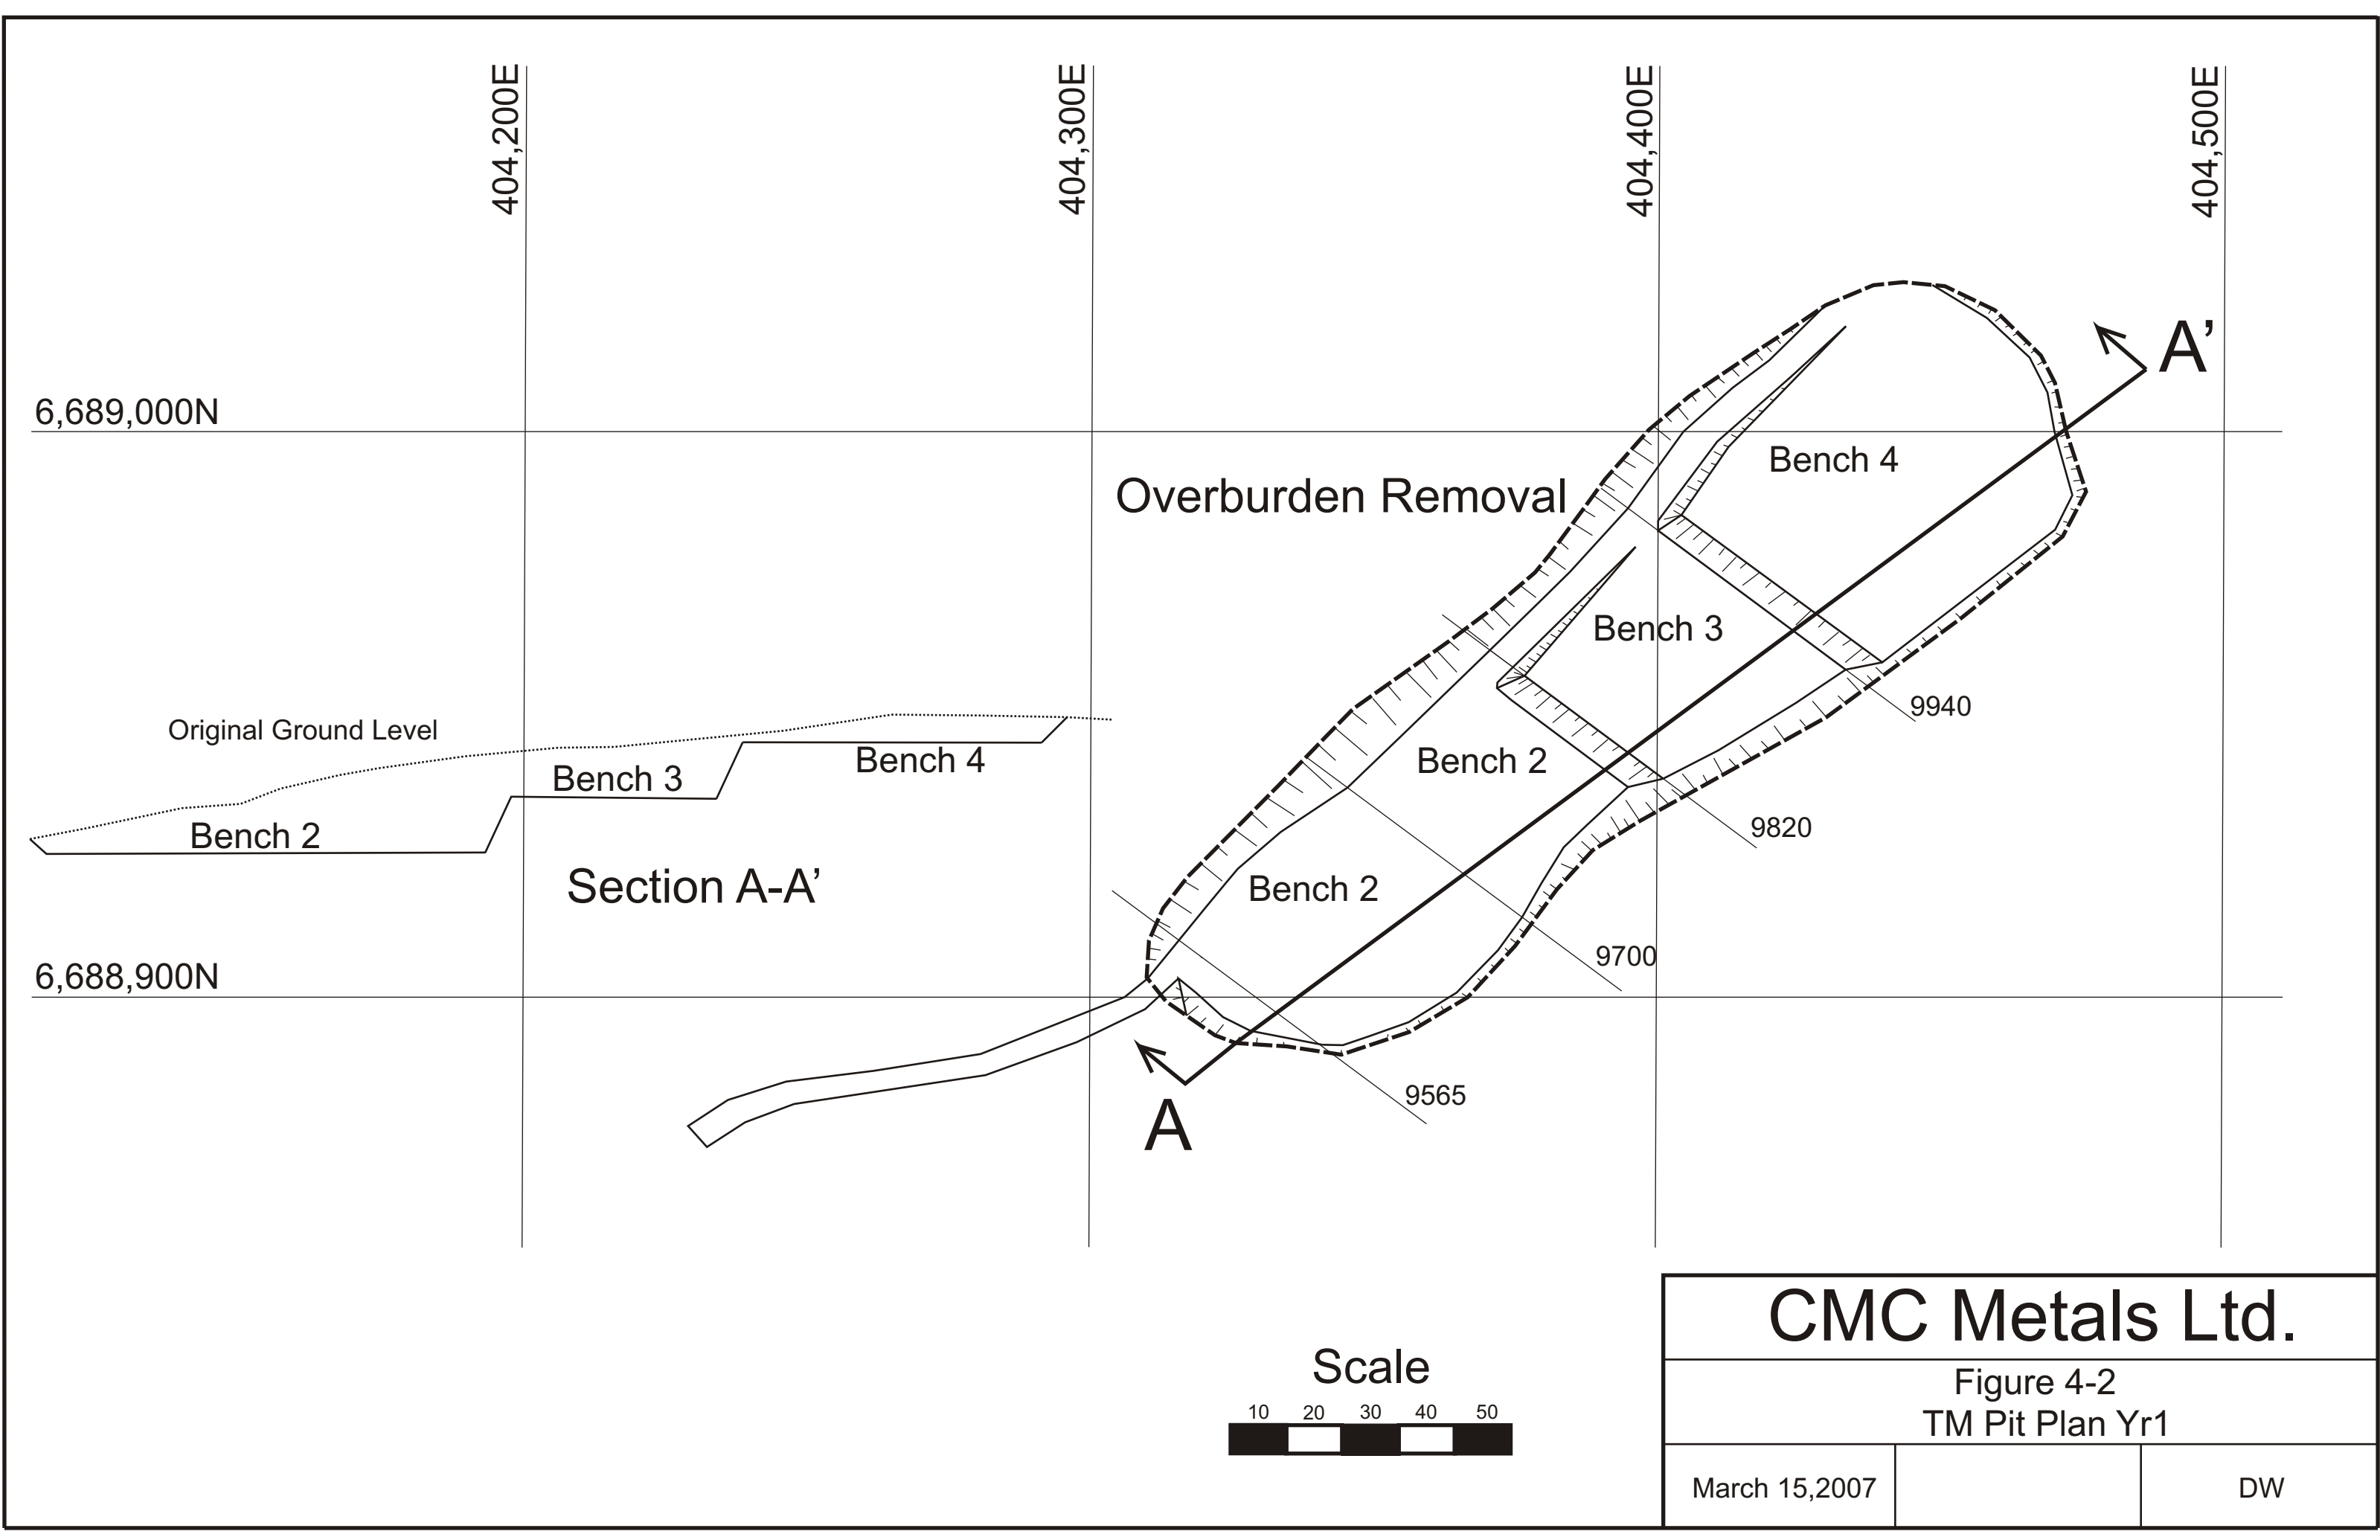 404,200E
404,300E
404,400E
404,500E
A’
6,689,000N
Bench 4
Overburden Removal
Bench 3
9940
Original Ground Level
Bench 3
Bench 4
Bench 2
Bench 2
9820
Section A-A’
Bench 2
9700
6,688,900N
9565
A
Scale
10 20 30 40 50
CMC Metals Ltd.
Figure 4-2
TM Pit Plan Yr1
March 15,2007
DW